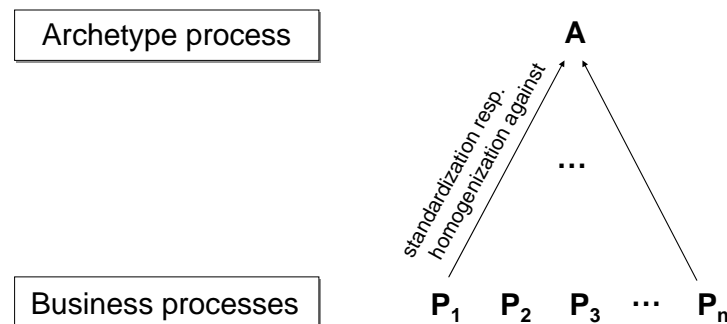 Archetype process
A
standardization resp.
homogenization against
...
Business processes
P1 P2 P3 ... Pn